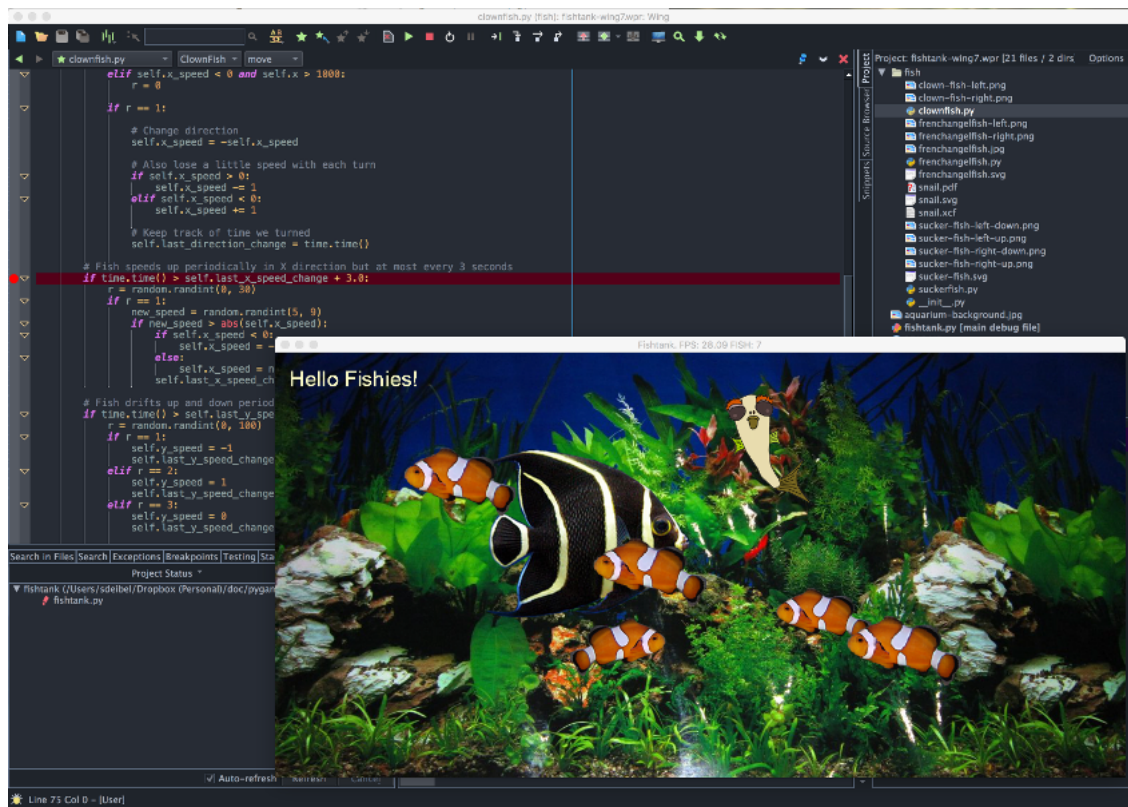 clownfish.py (fish): fishtank-wing7.wpr: Wing
clownfish.py
ClownFish
move
elif self.x_speed < 0 and self.x > 1000:
r = 0
if r == 1:
# Change direction
self.x_speed = -self.x_speed
# Also lose a little speed with each turn
if self.x_speed > 0:
self.x_speed -= 1
elif self.x_speed < 0:
self.x_speed += 1
# Keep track of time we turned
self.last_direction_change = time.time()
# Fish speeds up periodically in X direction but at most every 3 seconds
if time.time() > self.last_x_speed_change + 3.0:
r = random.randint(0, 30)
if r == 1:
new_speed = random.randint(5, 9)
if new_speed > abs(self.x_speed):
if self.x_speed < 0:
self.x_speed = -
else:
self.x_speed = n
self.last_x_speed_ch
# Fish drifts up and down period
if time.time() > self.last_y_spe
r = random.randint(0, 100)
if r == 1:
self.y_speed = -1
self.last_y_speed_change
elif r == 2:
self.y_speed = 1
self.last_y_speed_change
elif r == 3:
self.y_speed = 0
self.last_y_speed_change
Project
Source Browser
Snippets
Project: fishtank-wing7.wpr [21 files / 2 dirs
Options
fish
clown-fish-left.png
clown-fish-right.png
clownfish.py
frenchangelfish-left.png
frenchangelfish-right.png
frenchangelfish.jpg
frenchangelfish.py
frenchangelfish.svg
snail.pdf
snail.svg
snail.xcf
sucker-fish-left-down.png
sucker-fish-left-up.png
sucker-fish-right-down.png
sucker-fish-right-up.png
sucker-fish.svg
suckerfish.py
__init__.py
aquarium-background.jpg
fishtank.py [main debug file]
Fishtank. FPS: 28.09 FISH: 7
Hello Fishies!
Search in Files
Search
Exceptions
Breakpoints
Testing
Sta
Project Status
fishtank (/Users/sdeibel/Dropbox (Personal)/doc/pygan
fishtank.py
Auto-refresh
Refresh
Cancel
Line 75 Col 0 - [User]